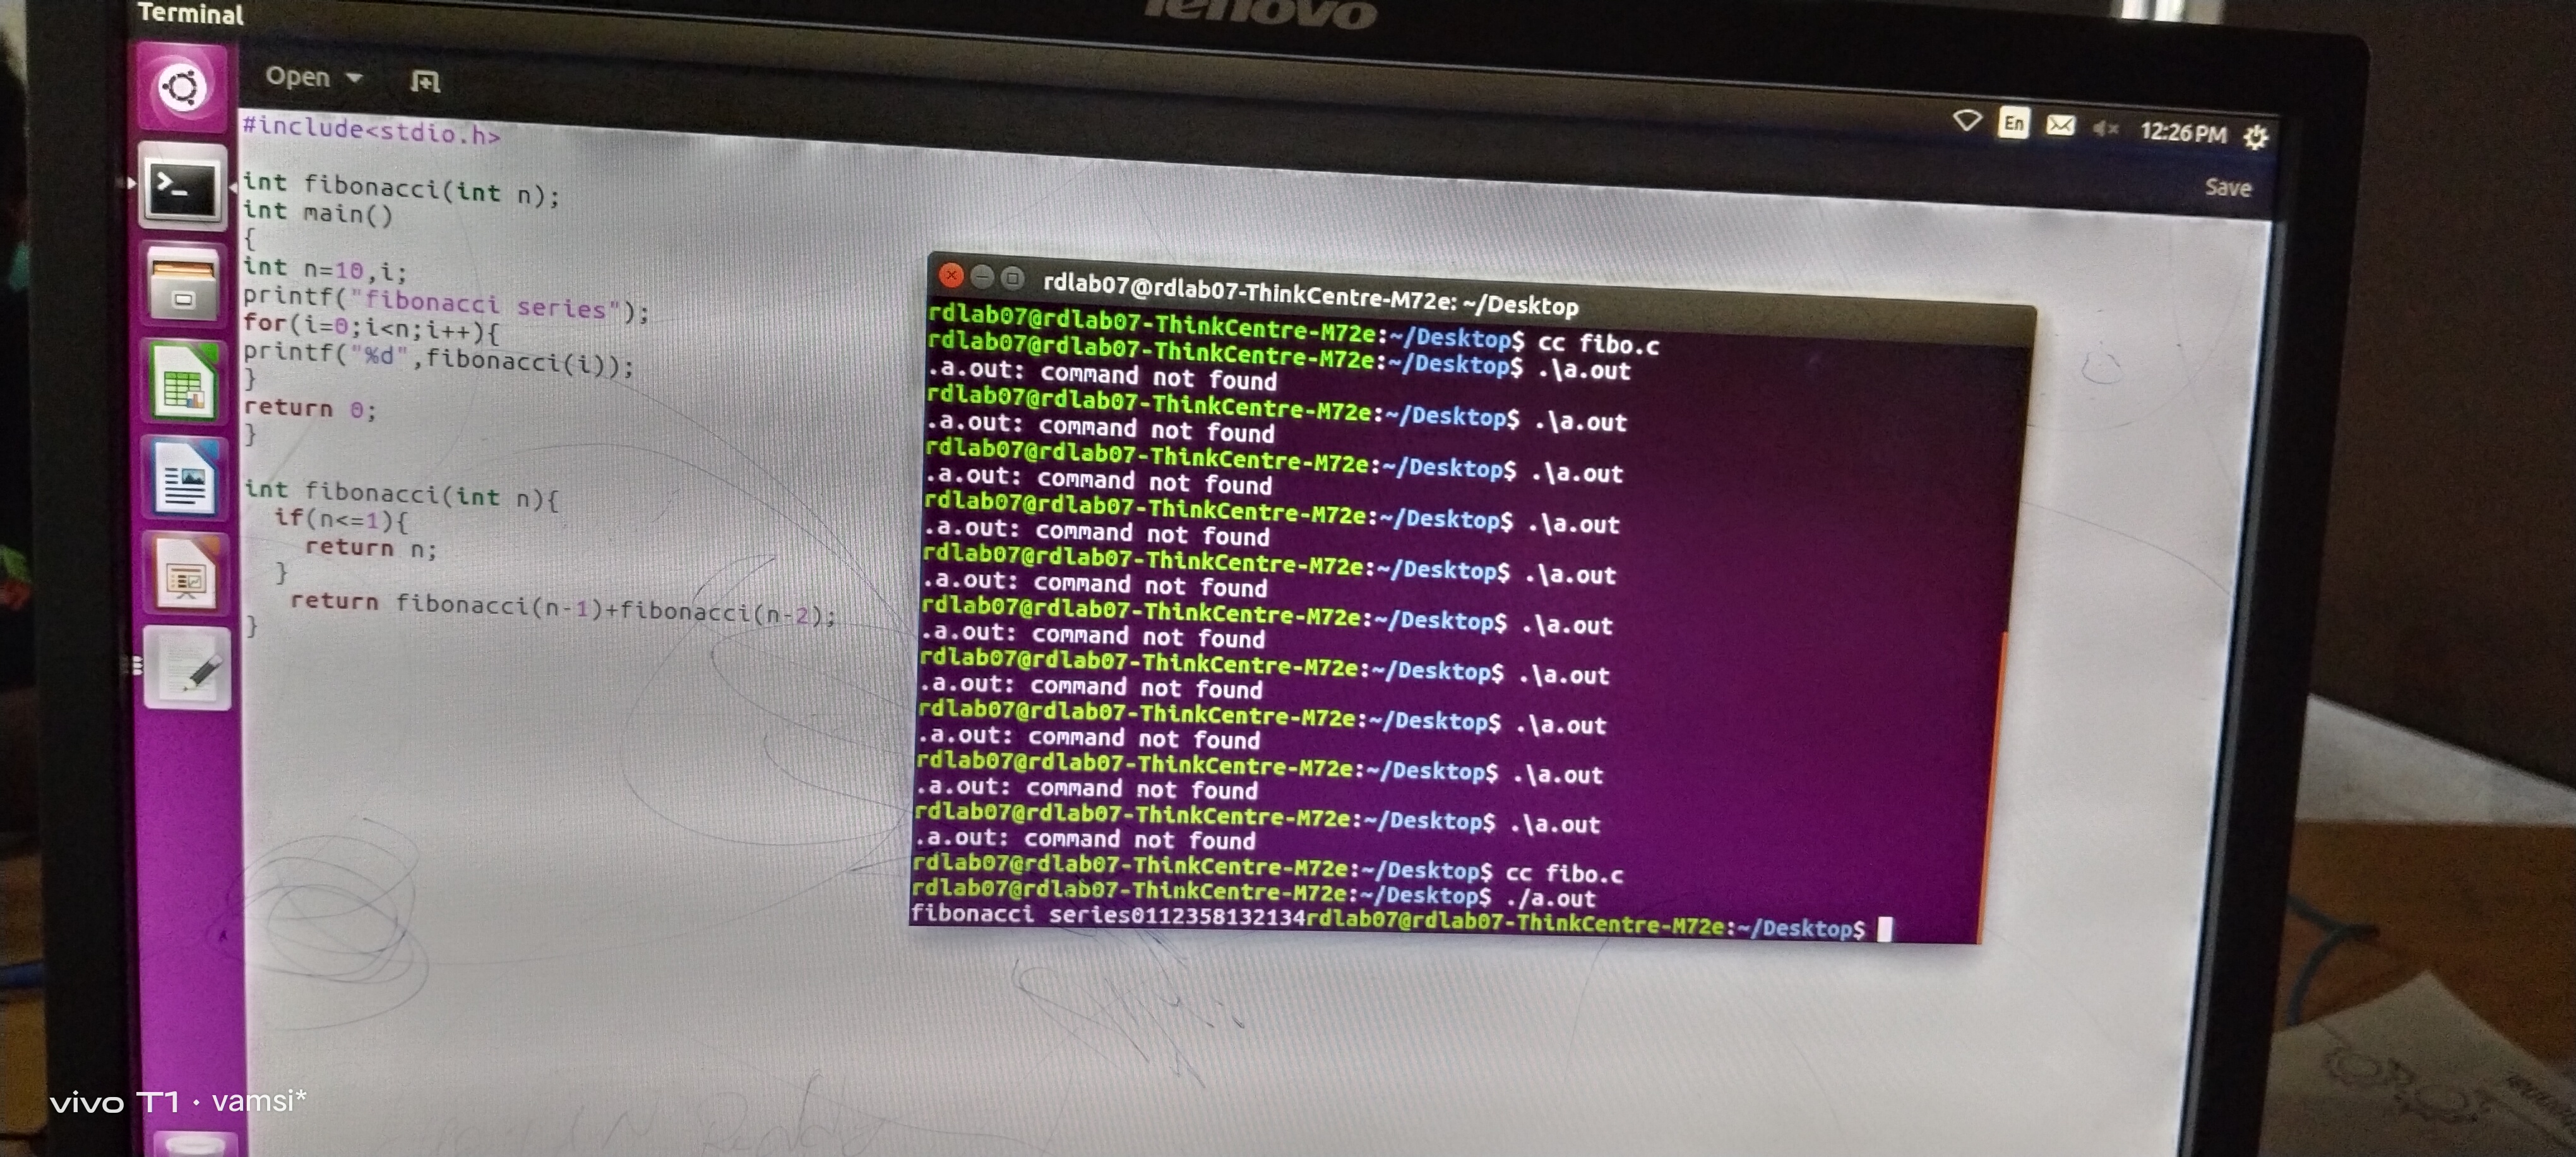 lenovo
Terminal
En
12:26 PM
Open
Save
#include<stdio.h>
int fibonacci(int n);
int main()
{
int n=10,i;
printf("fibonacci series");
for(i=0;i<n;i++){
printf("%d",fibonacci(i));
}
return 0;
}
int fibonacci(int n){
if(n<=1){
return n;
}
return fibonacci(n-1)+fibonacci(n-2);
}
rdlab07@rdlab07-ThinkCentre-M72e: ~/Desktop
rdlab07@rdlab07-ThinkCentre-M72e:~/Desktop$ cc fibo.c
rdlab07@rdlab07-ThinkCentre-M72e:~/Desktop$ .\a.out
.a.out: command not found
rdlab07@rdlab07-ThinkCentre-M72e:~/Desktop$ .\a.out
.a.out: command not found
rdlab07@rdlab07-ThinkCentre-M72e:~/Desktop$ .\a.out
.a.out: command not found
rdlab07@rdlab07-ThinkCentre-M72e:~/Desktop$ .\a.out
.a.out: command not found
rdlab07@rdlab07-ThinkCentre-M72e:~/Desktop$ .\a.out
.a.out: command not found
rdlab07@rdlab07-ThinkCentre-M72e:~/Desktop$ .\a.out
.a.out: command not found
rdlab07@rdlab07-ThinkCentre-M72e:~/Desktop$ .\a.out
.a.out: command not found
rdlab07@rdlab07-ThinkCentre-M72e:~/Desktop$ .\a.out
.a.out: command not found
rdlab07@rdlab07-ThinkCentre-M72e:~/Desktop$ .\a.out
.a.out: command not found
rdlab07@rdlab07-ThinkCentre-M72e:~/Desktop$ .\a.out
.a.out: command not found
rdlab07@rdlab07-ThinkCentre-M72e:~/Desktop$ cc fibo.c
rdlab07@rdlab07-ThinkCentre-M72e:~/Desktop$ ./a.out
fibonacci series0112358132134rdlab07@rdlab07-ThinkCentre-M72e:~/Desktop$
vivo T1 · vamsi*